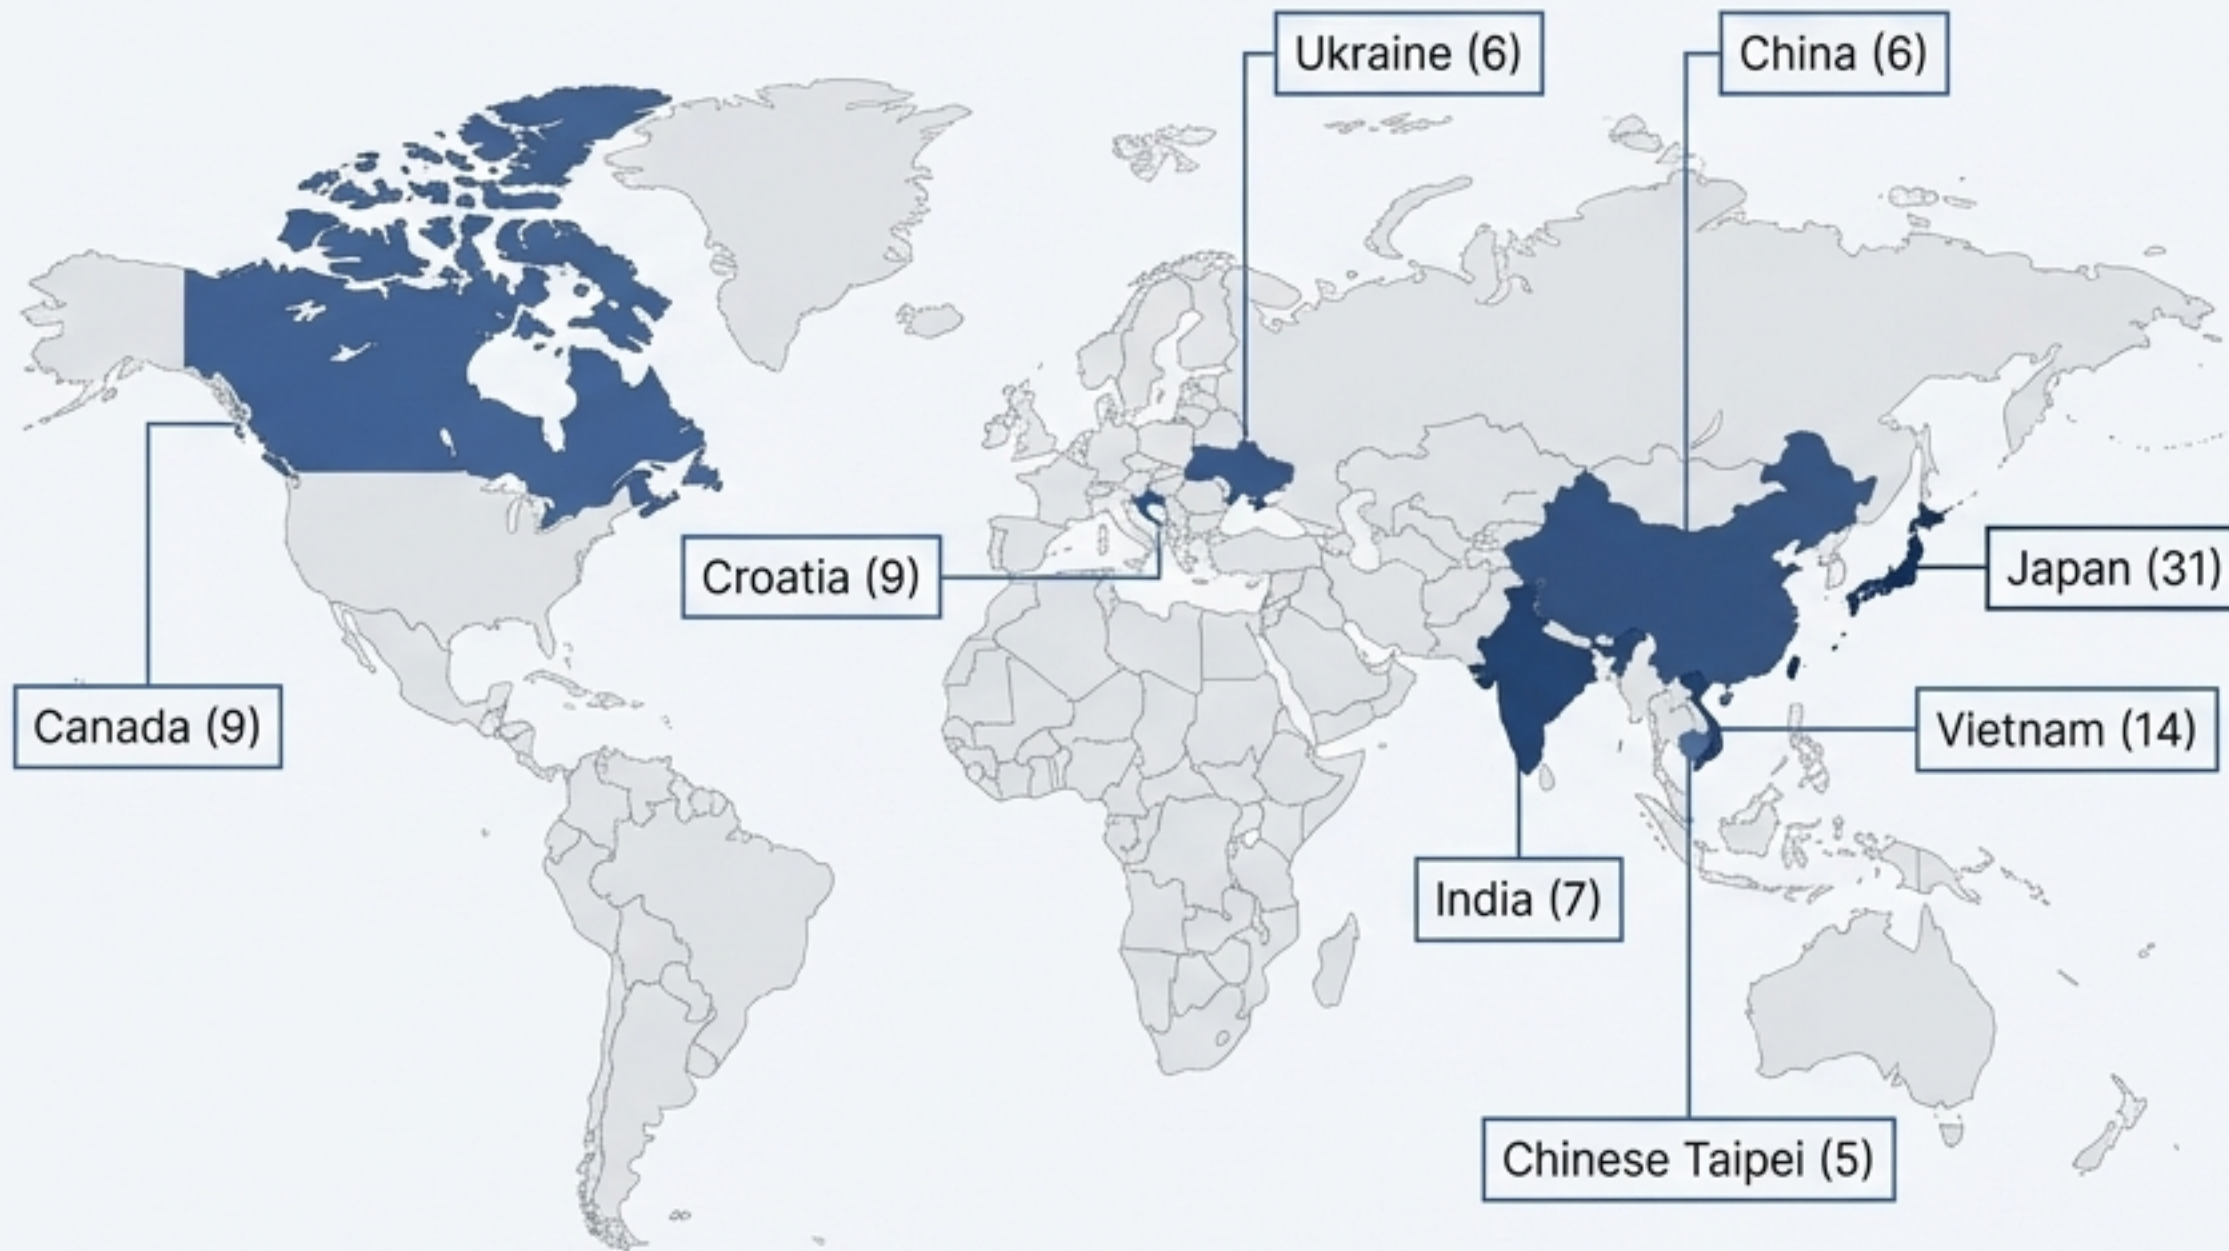 Ukraine (6)
China (6)
Croatia (9)
Japan (31)
Canada (9)
Vietnam (14)
India (7)
Chinese Taipei (5)